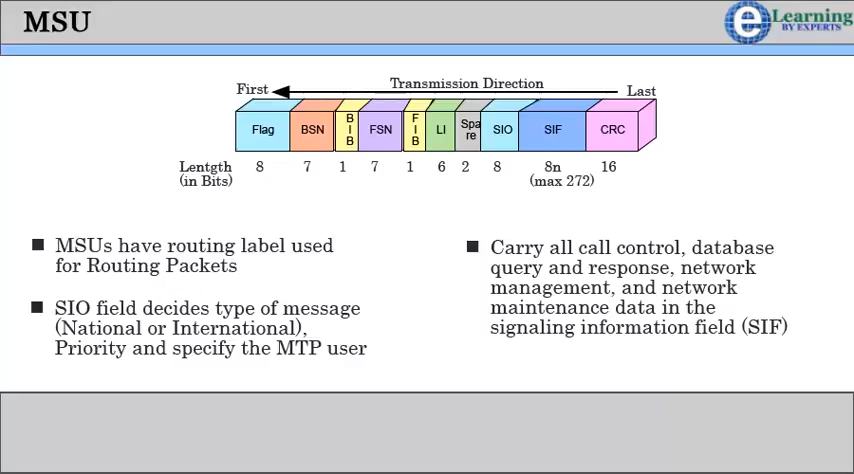 MSU
e Learning
BY EXPERTS
First
Transmission Direction
Last
Flag BSN B I B FSN F I B LI Spa re SIO SIF CRC
Lentgth 8 7 1 7 1 6 2 8 8n 16
(in Bits) (max 272)
■ MSUs have routing label used
for Routing Packets
■ SIO field decides type of message
(National or International),
Priority and specify the MTP user
■ Carry all call control, database
query and response, network
management, and network
maintenance data in the
signaling information field (SIF)